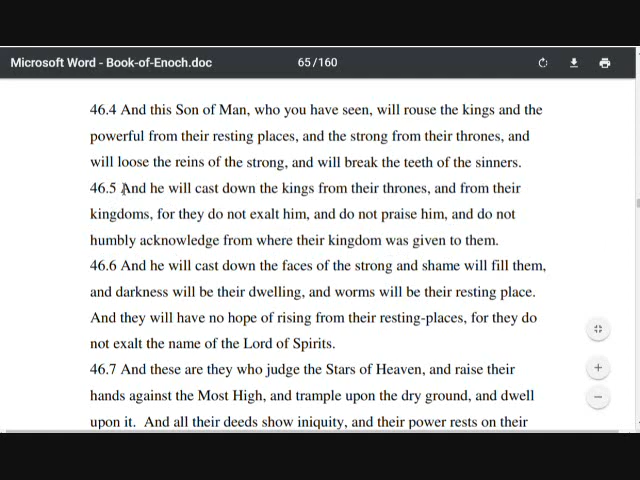 Microsoft Word - Book-of-Enoch.doc 65/160
46.4 And this Son of Man, who you have seen, will rouse the kings and the
powerful from their resting places, and the strong from their thrones, and
will loose the reins of the strong, and will break the teeth of the sinners.
46.5 And he will cast down the kings from their thrones, and from their
kingdoms, for they do not exalt him, and do not praise him, and do not
humbly acknowledge from where their kingdom was given to them.
46.6 And he will cast down the faces of the strong and shame will fill them,
and darkness will be their dwelling, and worms will be their resting place.
And they will have no hope of rising from their resting-places, for they do
not exalt the name of the Lord of Spirits.
46.7 And these are they who judge the Stars of Heaven, and raise their
hands against the Most High, and trample upon the dry ground, and dwell
upon it. And all their deeds show iniquity, and their power rests on their